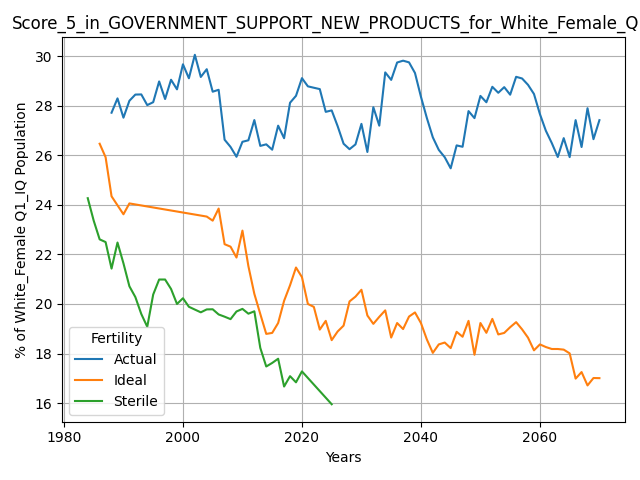 Score_5_in_GOVERNMENT_SUPPORT_NEW_PRODUCTS_for_White_Female_Q
% of White_Female Q1_IQ Population
30
28
26
24
22
20
18
16
Fertility
Actual
Ideal
Sterile
1980
2000
2020
2040
2060
Years